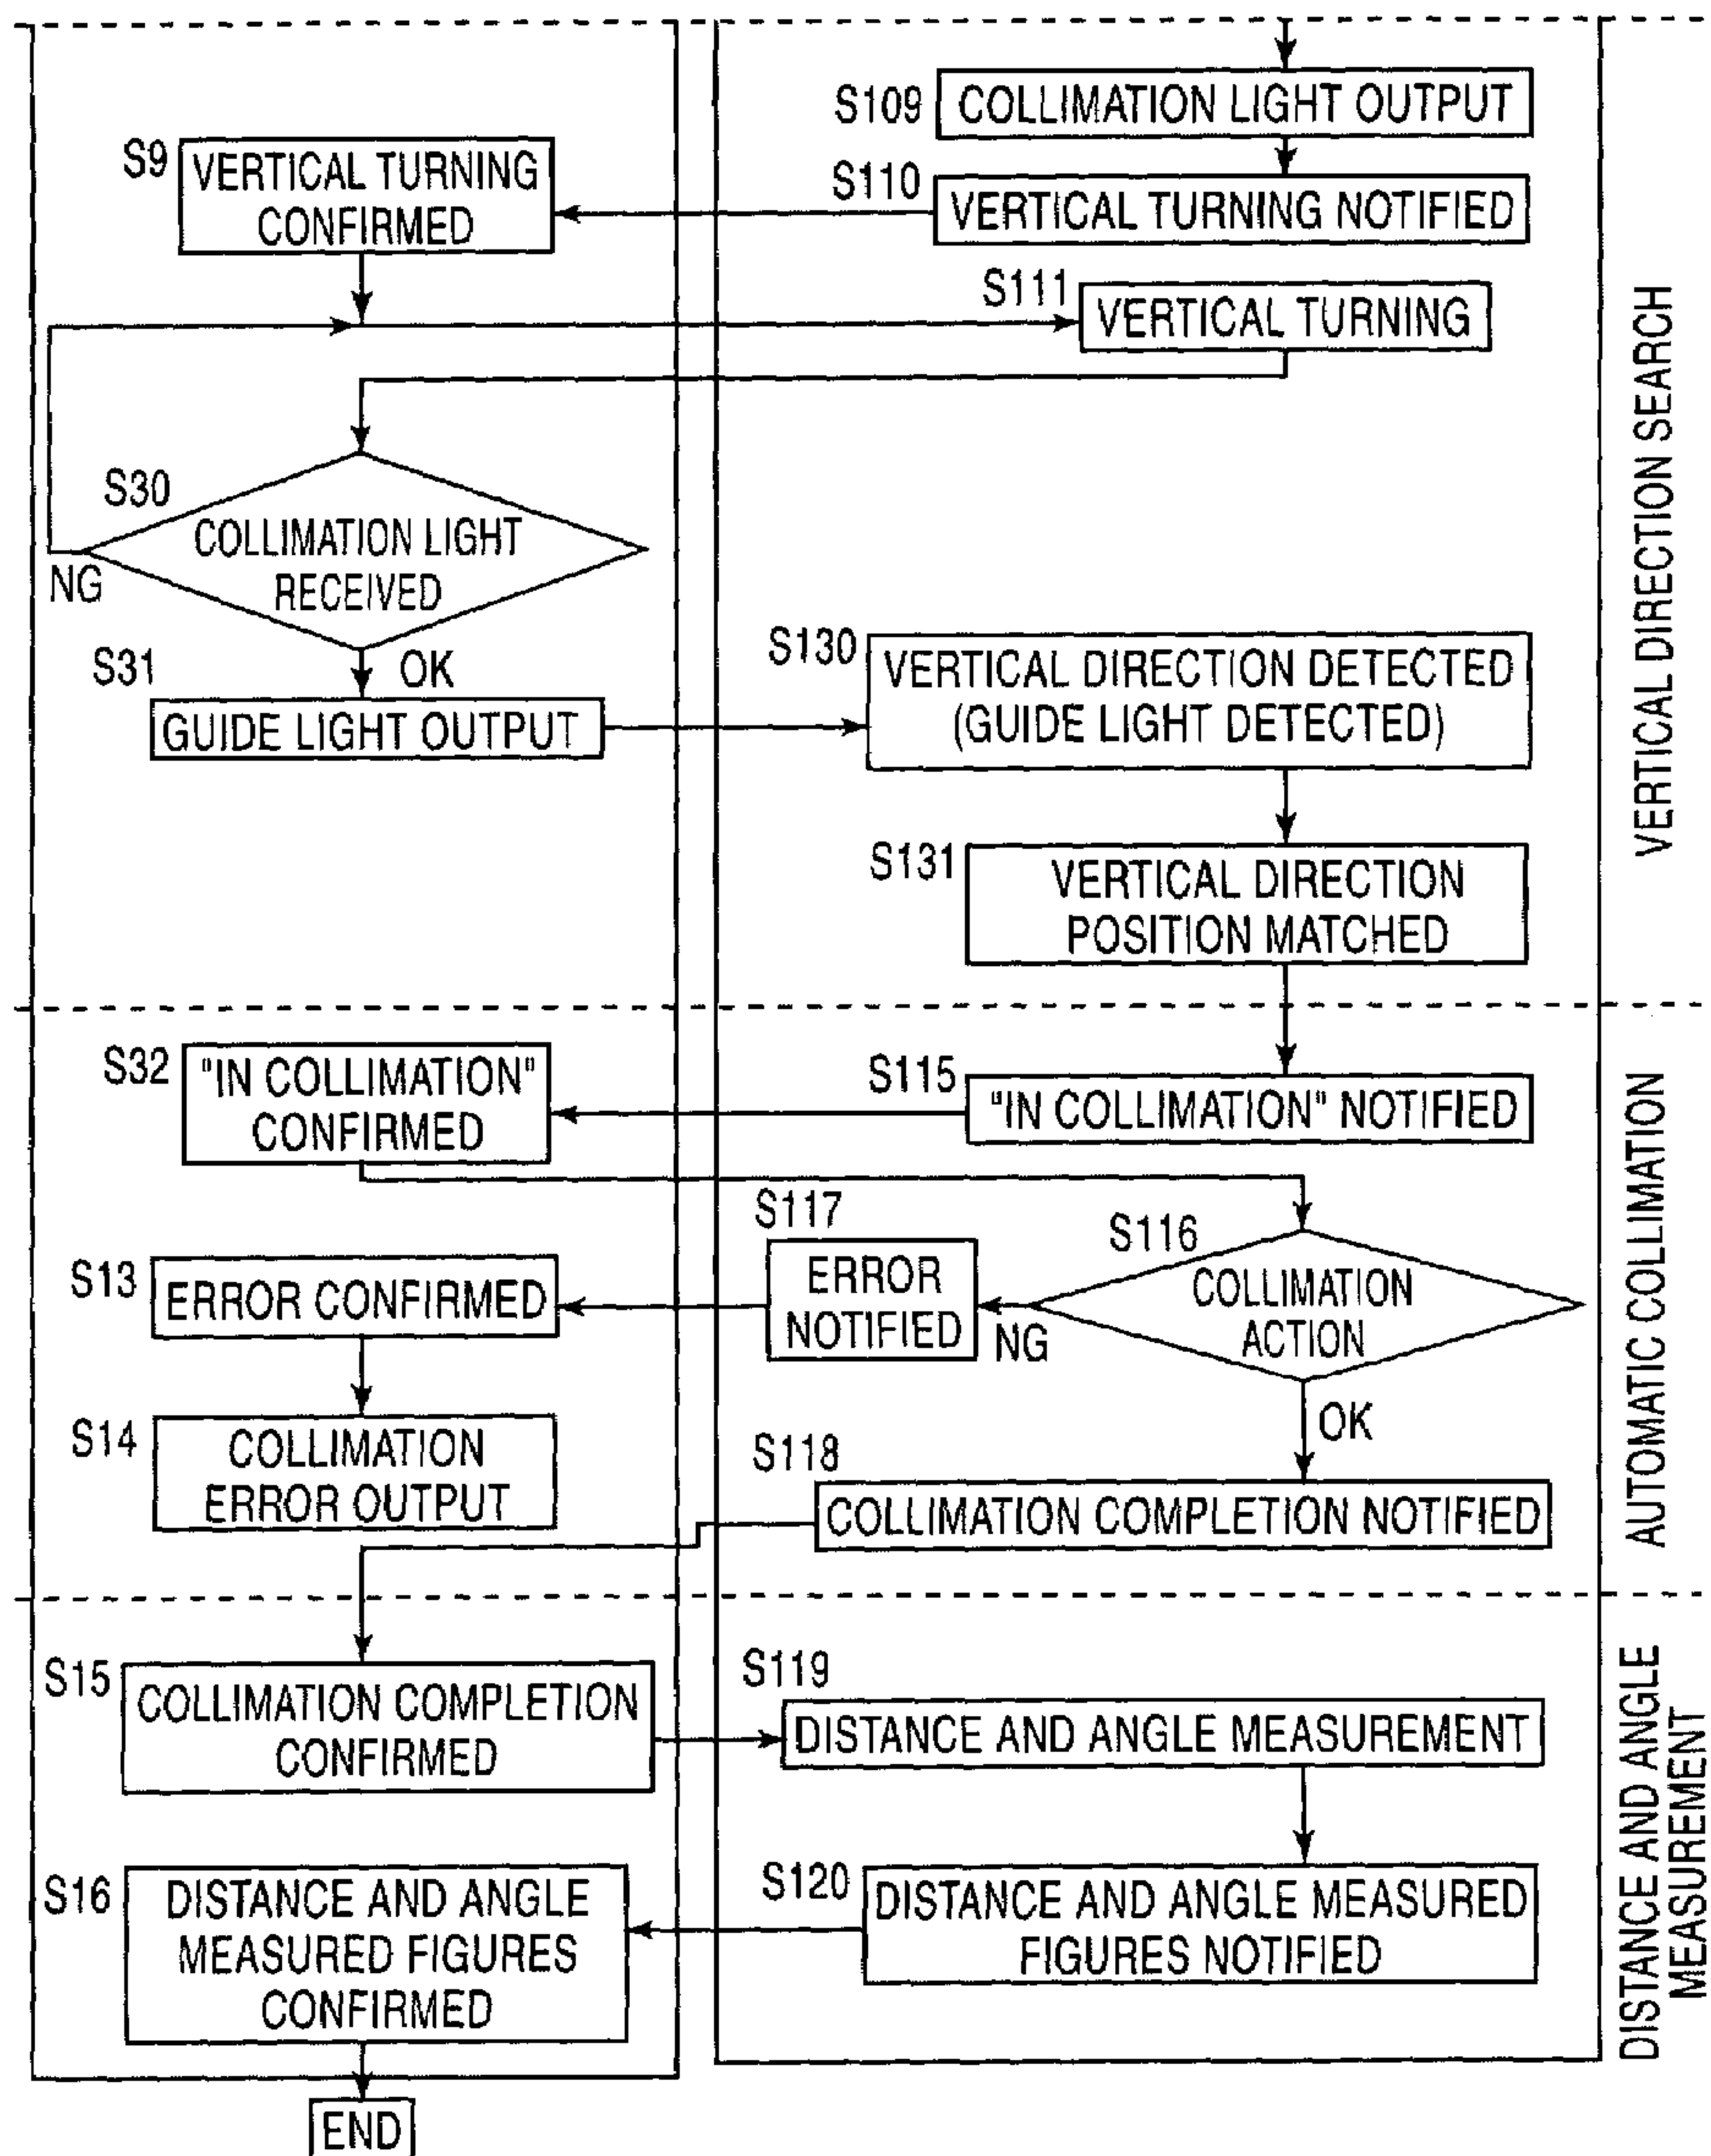 S109
COLLIMATION LIGHT OUTPUT
S9
VERTICAL TURNING
CONFIRMED
S110
VERTICAL TURNING NOTIFIED
S111
VERTICAL TURNING
S30
COLLIMATION LIGHT
RECEIVED
NG
OK
S31
GUIDE LIGHT OUTPUT
S130
VERTICAL DIRECTION DETECTED
(GUIDE LIGHT DETECTED)
S131
VERTICAL DIRECTION
POSITION MATCHED
VERTICAL DIRECTION SEARCH
S32
"IN COLLIMATION"
CONFIRMED
S115
"IN COLLIMATION" NOTIFIED
S116
COLLIMATION
ACTION
NG
OK
S117
ERROR
NOTIFIED
S13
ERROR CONFIRMED
S14
COLLIMATION
ERROR OUTPUT
S118
COLLIMATION COMPLETION NOTIFIED
AUTOMATIC COLLIMATION
S15
COLLIMATION COMPLETION
CONFIRMED
S119
DISTANCE AND ANGLE MEASUREMENT
S120
DISTANCE AND ANGLE MEASURED
FIGURES NOTIFIED
S16
DISTANCE AND ANGLE
MEASURED FIGURES
CONFIRMED
DISTANCE AND ANGLE
MEASUREMENT
END